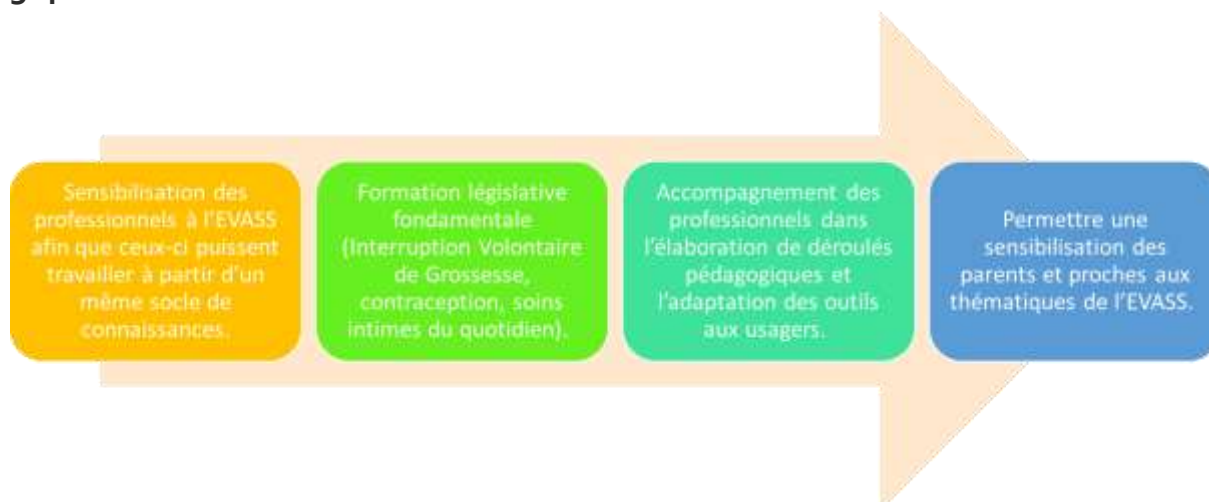 Sensibilisation des
professionnels à l'EVASS
afin que ceux-ci puissent
travailler à partir d'un
même socle de
connaissances.
Formation législative
fondamentale
(Interruption Volontaire
de Grossesse,
contraception, soins
intimes du quotidien).
Accompagnement des
professionnels dans
l'élaboration de déroulés
pédagogiques et
l'adaptation des outils
aux usagers.
Permettre une
sensibilisation des
parents et proches aux
thématiques de l'EVASS.